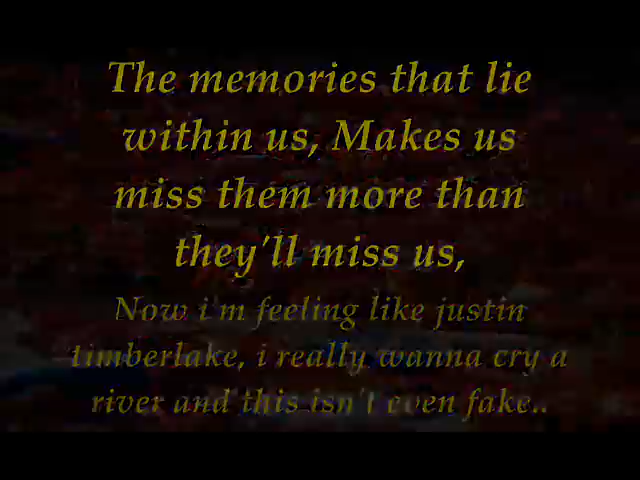 The memories that lie
within us, Makes us
miss them more than
they'll miss us,
Now i'm feeling like justin
timberlake, i really wanna cry a
river and this isn't even fake..